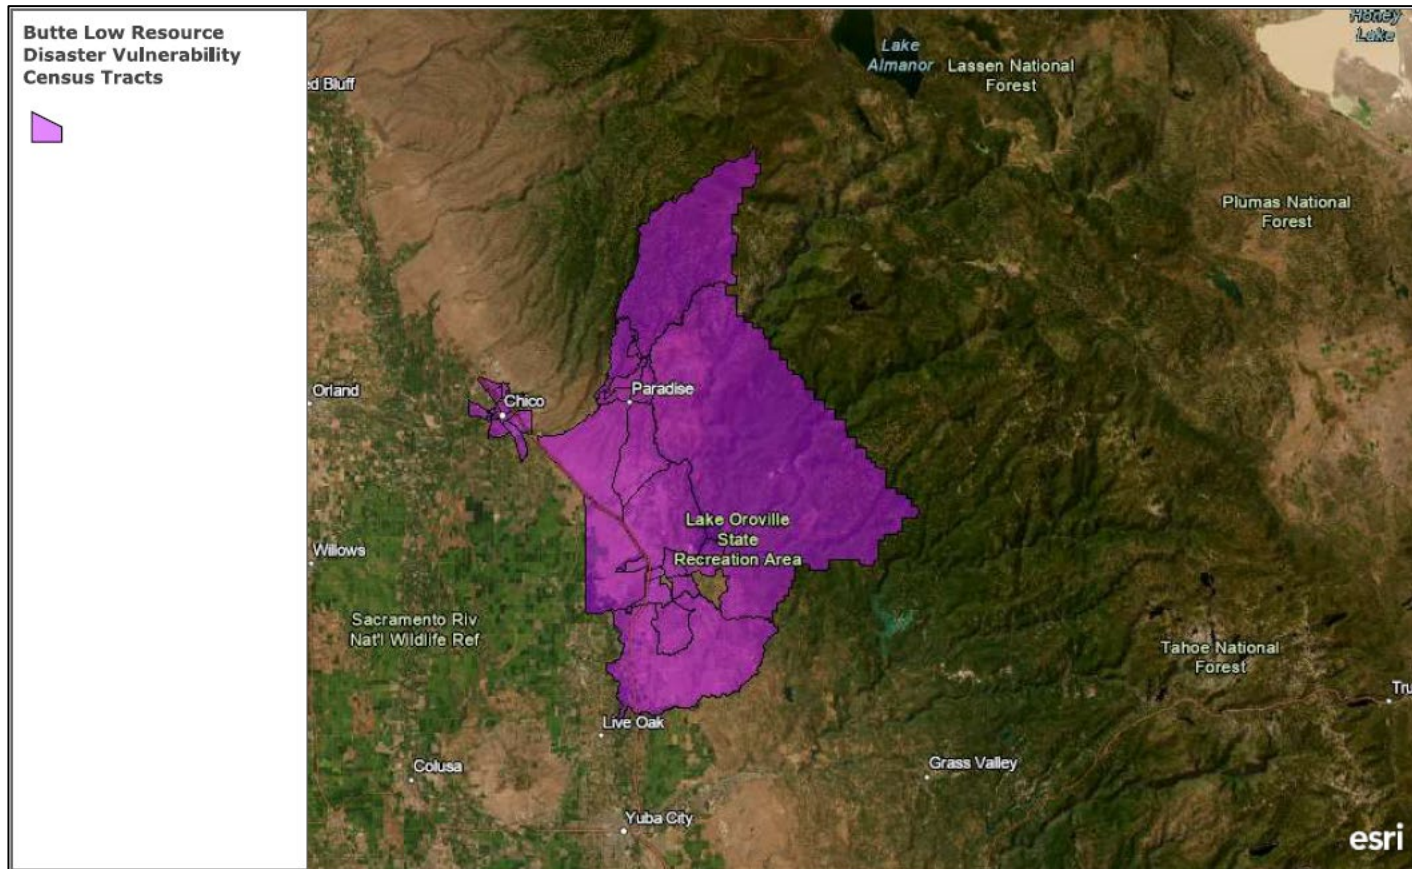 Butte Low Resource
Disaster Vulnerability
Census Tracts
Honey
Lake
Lake
Almanor
Lassen National
Forest
ed Bluff
Plumas National
Forest
Orland
Chico
Paradise
Lake Oroville
State
Recreation Area
Willows
Sacramento Riv
Nat'l Wildlife Ref
Tahoe National
Forest
Tru
Live Oak
Colusa
Grass Valley
Yuba City
esri